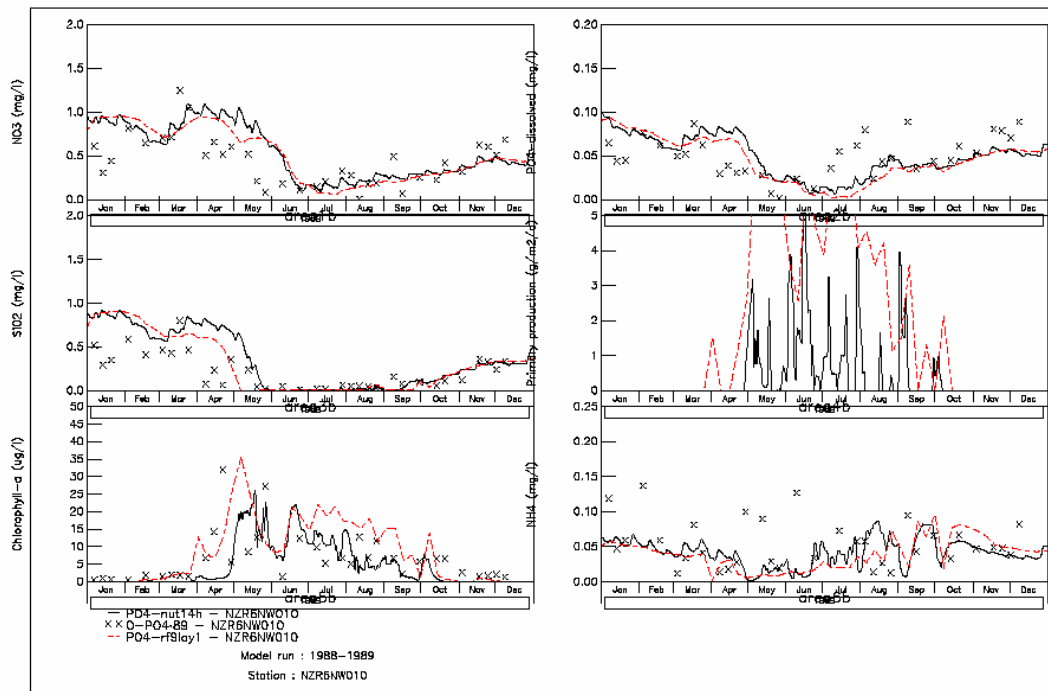 NO3 (mg/l)
2.0
1.5
1.0
0.5
0.00
Jan Feb Mar Apr May Jun Jul Aug Sep Oct Nov Dec
PO4-dissolved (mg/l)
0.20
0.15
0.10
0.05
0.00
Jan Feb Mar Apr May Jun Jul Aug Sep Oct Nov Dec
SIO2 (mg/l)
2.0
1.5
1.0
0.5
0.0
Jan Feb Mar Apr May Jun Jul Aug Sep Oct Nov Dec
Primary production (g/m2/d)
5
4
3
2
1
0
Jan Feb Mar Apr May Jun Jul Aug Sep Oct Nov Dec
Chlorophyll-a (ug/l)
50
45
40
35
30
25
20
15
10
5
0
Jan Feb Mar Apr May Jun Jul Aug Sep Oct Nov Dec
NH4 (mg/l)
0.25
0.20
0.15
0.10
0.05
0.00
Jan Feb Mar Apr May Jun Jul Aug Sep Oct Nov Dec
PO4-nut14h - NZR6NW010
O-PO4-89 - NZR6NW010
PO4-rf9lay1 - NZR6NW010
Model run : 1988-1989
Station : NZR6NW010